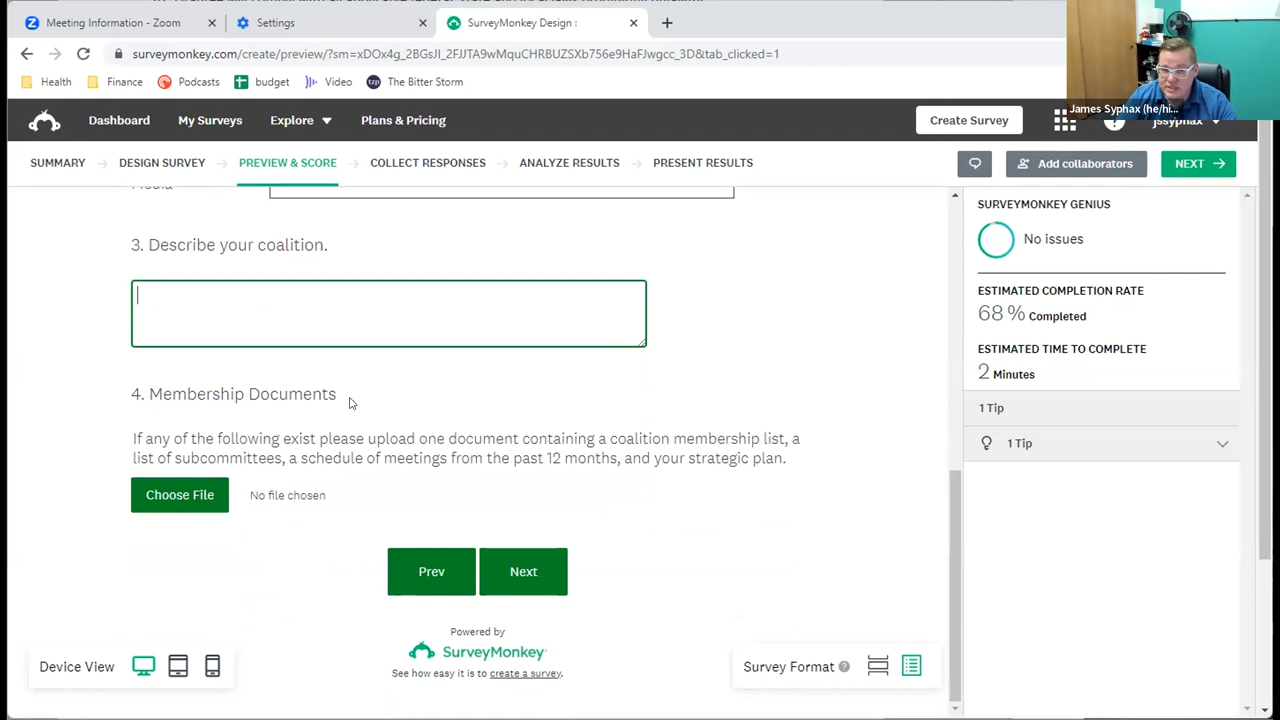 Meeting Information - Zoom
Settings
SurveyMonkey Design :
surveymonkey.com/create/preview/?sm=xDOx4g_2BGsJI_2FJJTA9wMquCHRBUZSXb756e9HaFJwgcc_3D&tab_clicked=1
Health
Finance
Podcasts
budget
Video
tzp
The Bitter Storm
James Syphax (he/hi...
Dashboard
My Surveys
Explore
Plans & Pricing
Create Survey
jssyphax
SUMMARY
DESIGN SURVEY
PREVIEW & SCORE
COLLECT RESPONSES
ANALYZE RESULTS
PRESENT RESULTS
Add collaborators
NEXT
Media
3. Describe your coalition.
4. Membership Documents
If any of the following exist please upload one document containing a coalition membership list, a
list of subcommittees, a schedule of meetings from the past 12 months, and your strategic plan.
Choose File
No file chosen
Prev
Next
Powered by
SurveyMonkey
See how easy it is to create a survey.
Device View
Survey Format
SURVEYMONKEY GENIUS
No issues
ESTIMATED COMPLETION RATE
68 % Completed
ESTIMATED TIME TO COMPLETE
2 Minutes
1 Tip
1 Tip